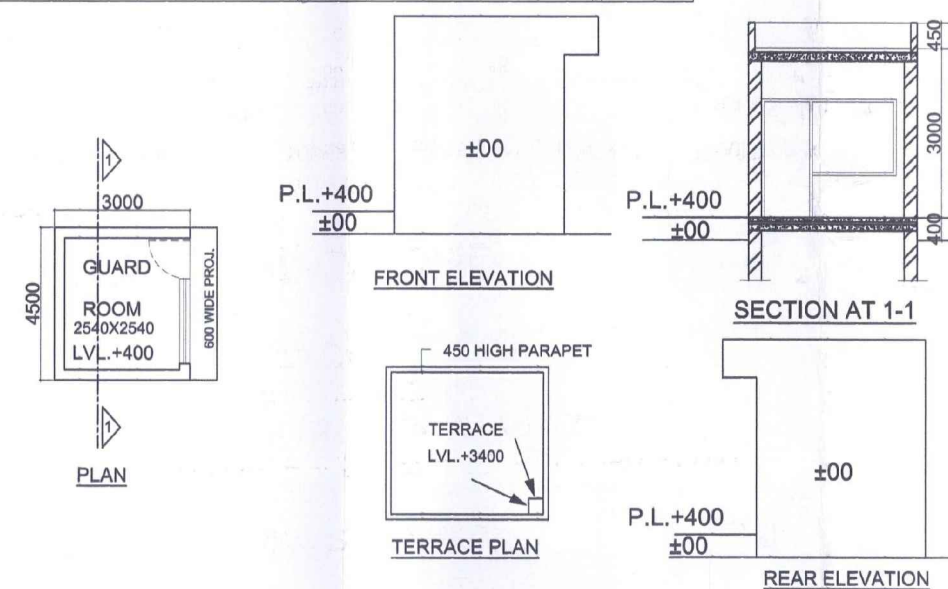 1
3000
4500
GUARD
ROOM
2540X2540
LVL.+400
600 WIDE PROJ.
1
PLAN
±00
P.L.+400
±00
FRONT ELEVATION
450 HIGH PARAPET
TERRACE
LVL.+3400
TERRACE PLAN
450
3000
400
P.L.+400
±00
SECTION AT 1-1
±00
P.L.+400
±00
REAR ELEVATION